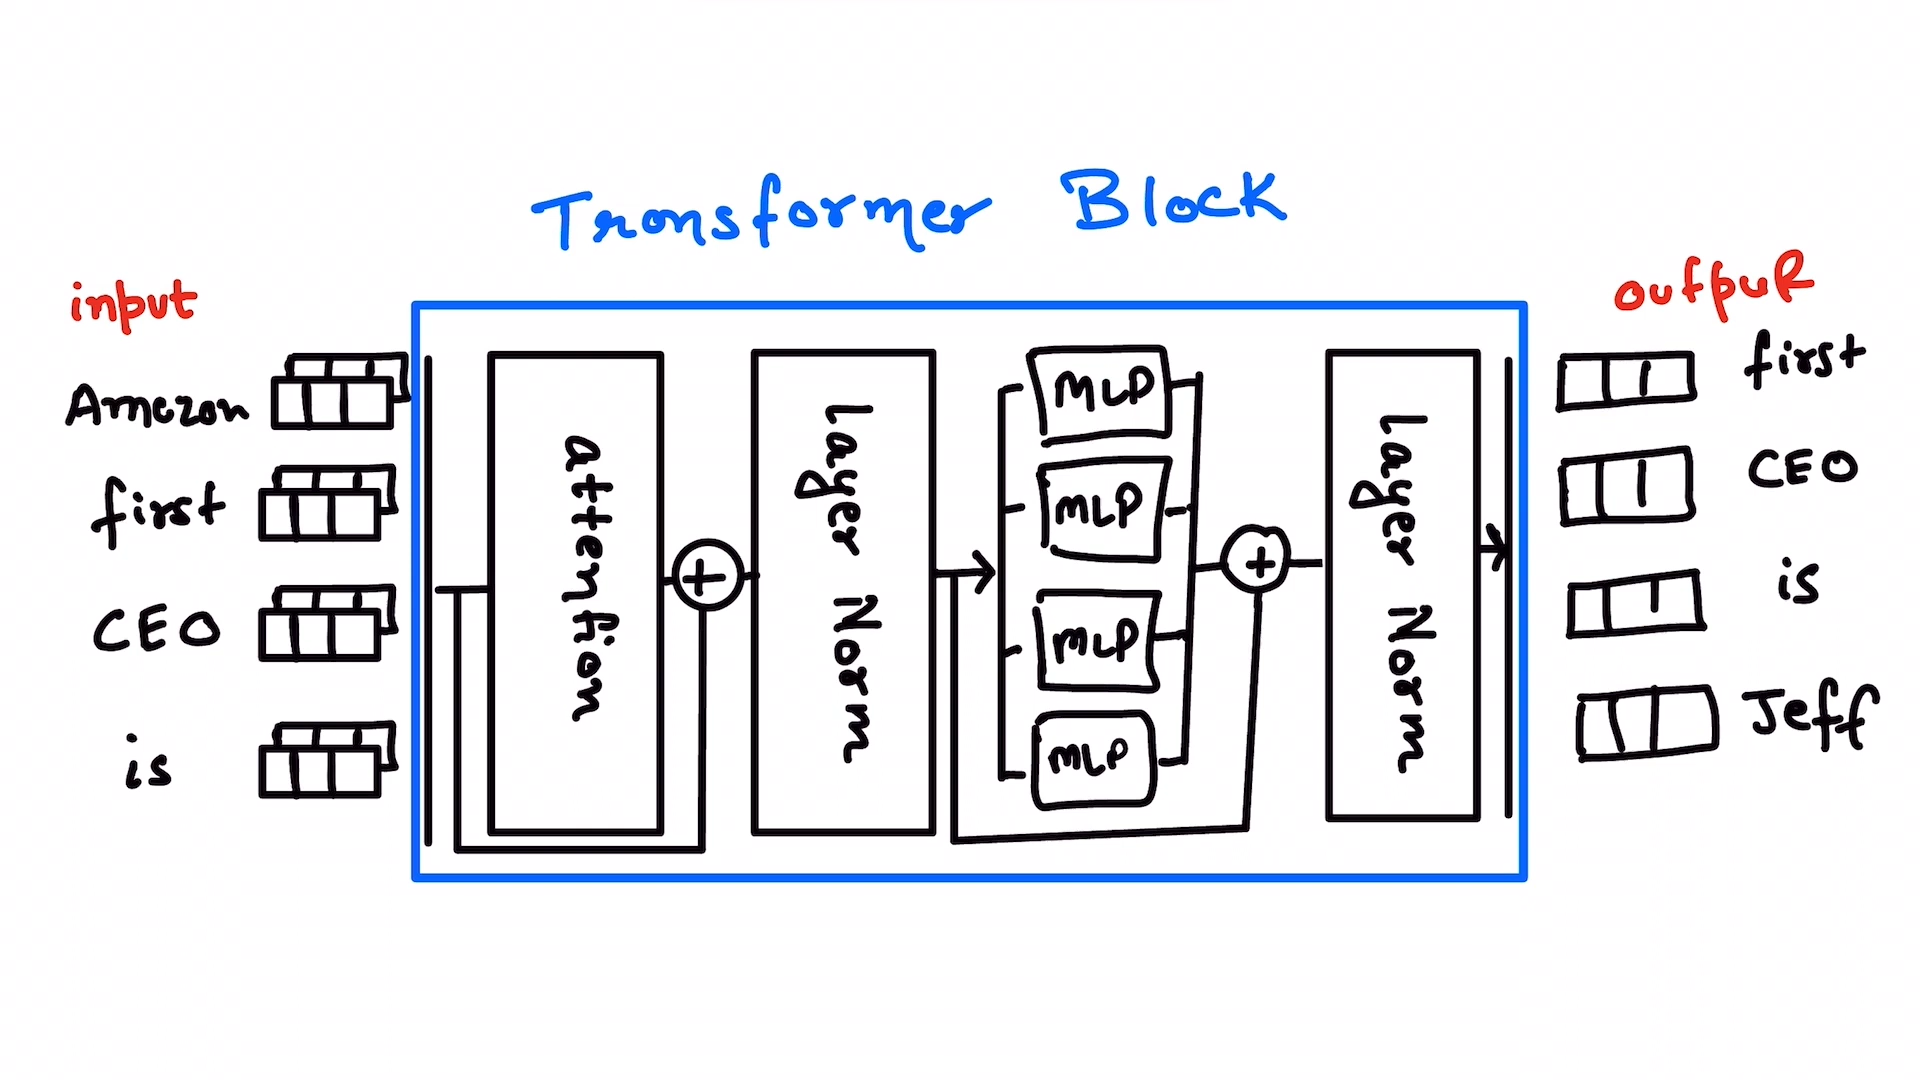 Transformer Block
input
output
Amazon
first
CEO
is
attention
Layer Norm
MLP
MLP
MLP
MLP
Layer Norm
first
CEO
is
Jeff